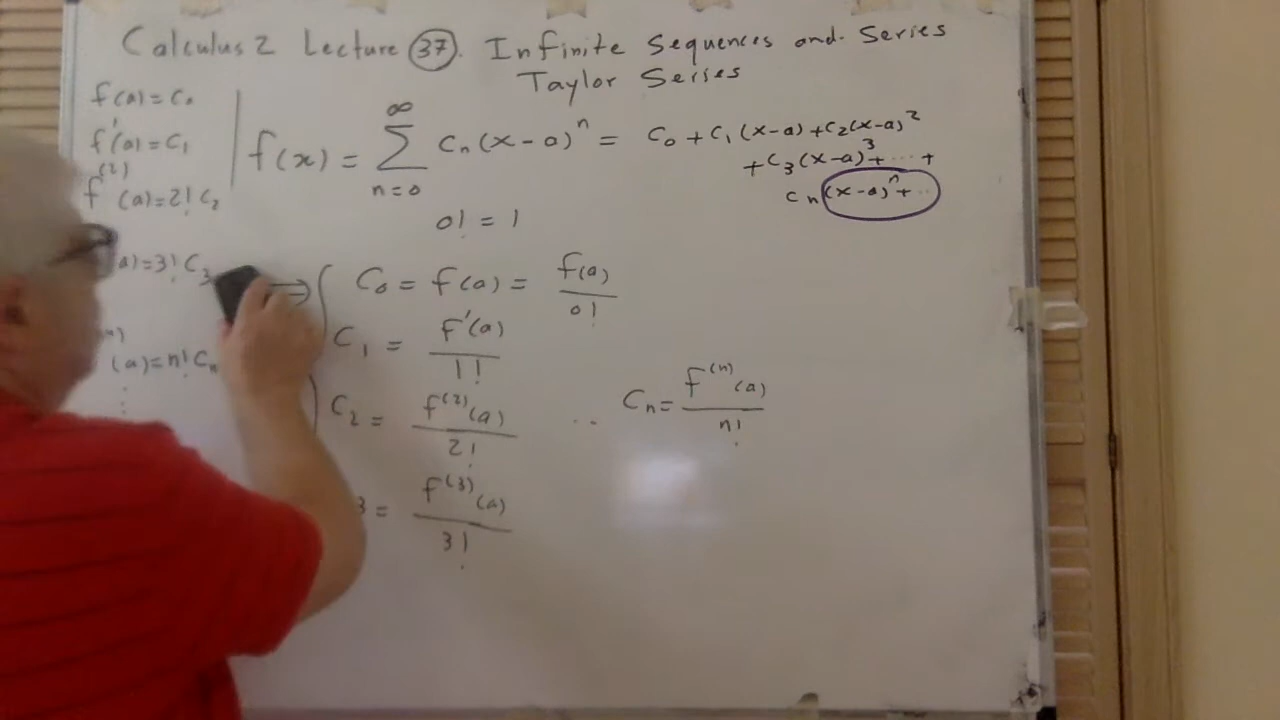 Calculus 2 Lecture 37. Infinite Sequences and Series
Taylor Series
f(a) = c₀
f'(a) = c₁
f⁽²⁾(a) = 2! c₂
(a) = 3! c₃
(a) = n! cₙ
⋮
f(x) = ∑_{n=0}^{∞} cₙ(x-a)ⁿ = c₀ + c₁(x-a) + c₂(x-a)²
+ c₃(x-a)³ + ... +
cₙ(x-a)ⁿ + ..
0! = 1
⇒ c₀ = f(a) = f(a)/0!
c₁ = f'(a)/1!
c₂ = f⁽²⁾(a)/2! .. cₙ = f⁽ⁿ⁾(a)/n!
3 = f⁽³⁾(a)/3!